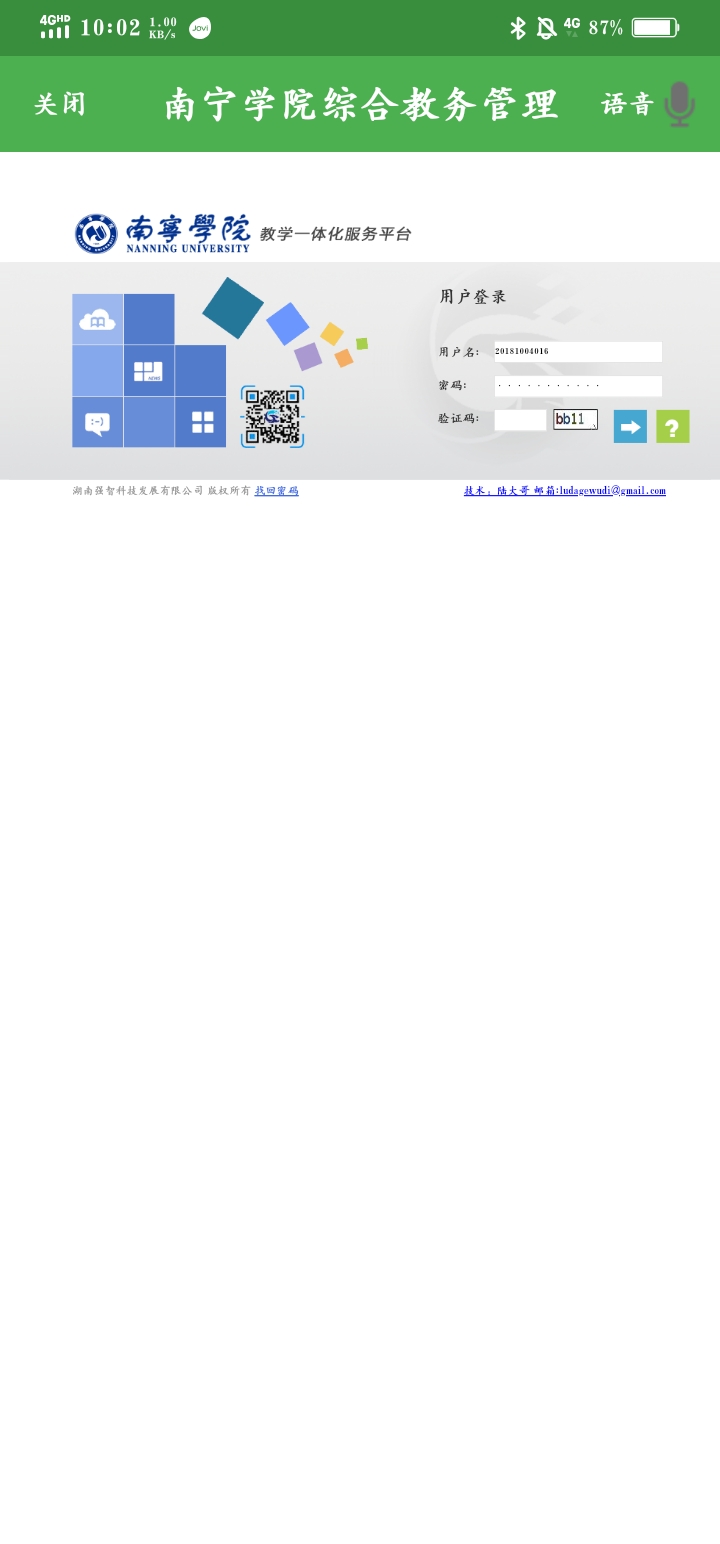 4GHD 10:02 1.00 KB/s Jovi 4G 87%
关闭 南宁学院综合教务管理 语音
南寧學院 教学一体化服务平台
NANNING UNIVERSITY
用户登录
用户名: 20181004016
NEWS
密码: ···········
:-)
验证码: bb11
?
湖南强智科技发展有限公司 版权所有 找回密码 技术：陆大哥 邮箱:ludagewudi@gmail.com